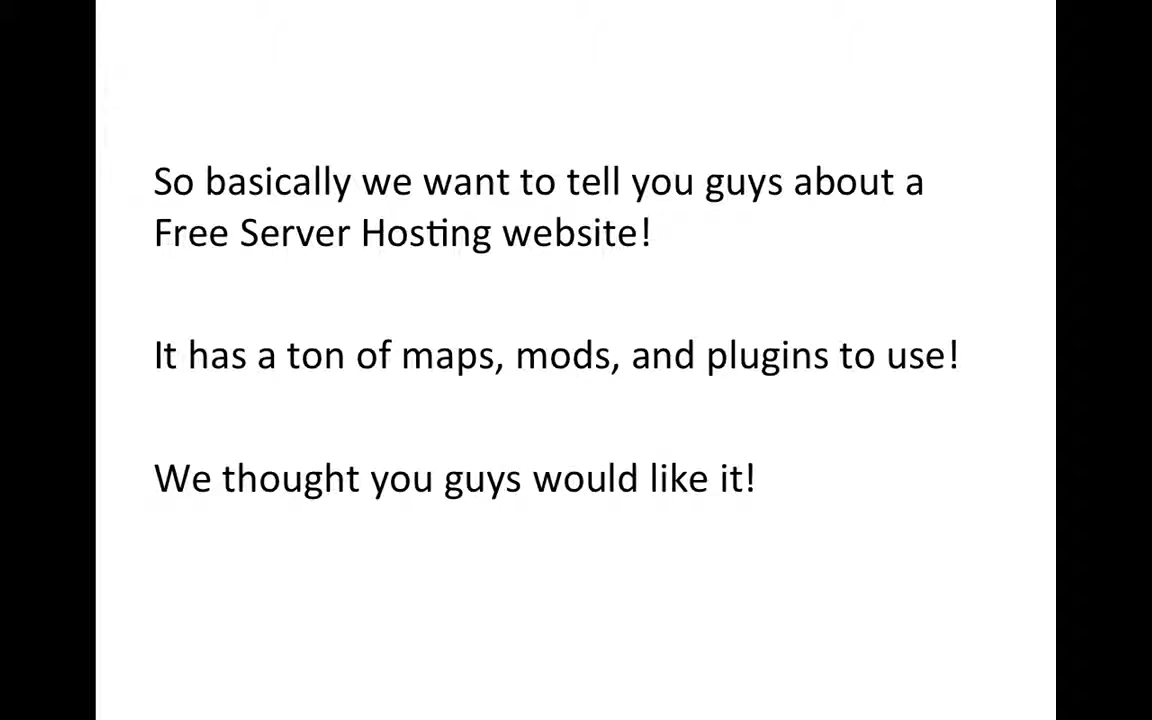 So basically we want to tell you guys about a
Free Server Hosting website!
It has a ton of maps, mods, and plugins to use!
We thought you guys would like it!